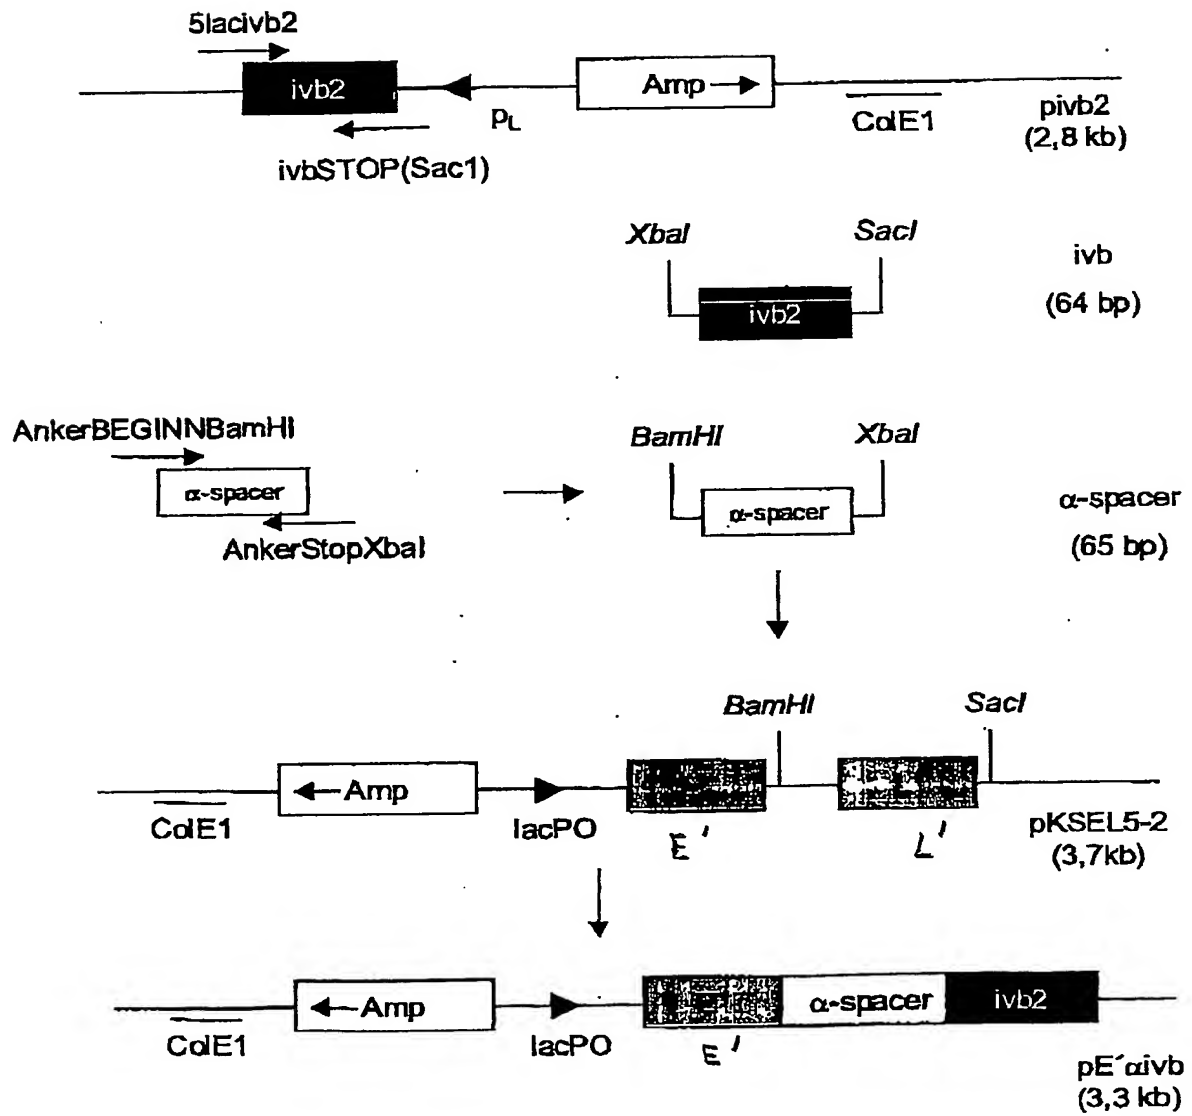 5lacivb2
ivb2
Amp
pL
ColE1
pivb2
(2,8 kb)
ivbSTOP(Sac1)
XbaI
SacI
ivb2
ivb
(64 bp)
AnkerBEGINNBamHI
α-spacer
AnkerStopXbaI
BamHI
XbaI
α-spacer
α-spacer
(65 bp)
BamHI
SacI
Amp
ColE1
lacPO
E'
L'
pKSEL5-2
(3,7kb)
Amp
α-spacer
ivb2
ColE1
lacPO
E'
pE´αivb
(3,3 kb)